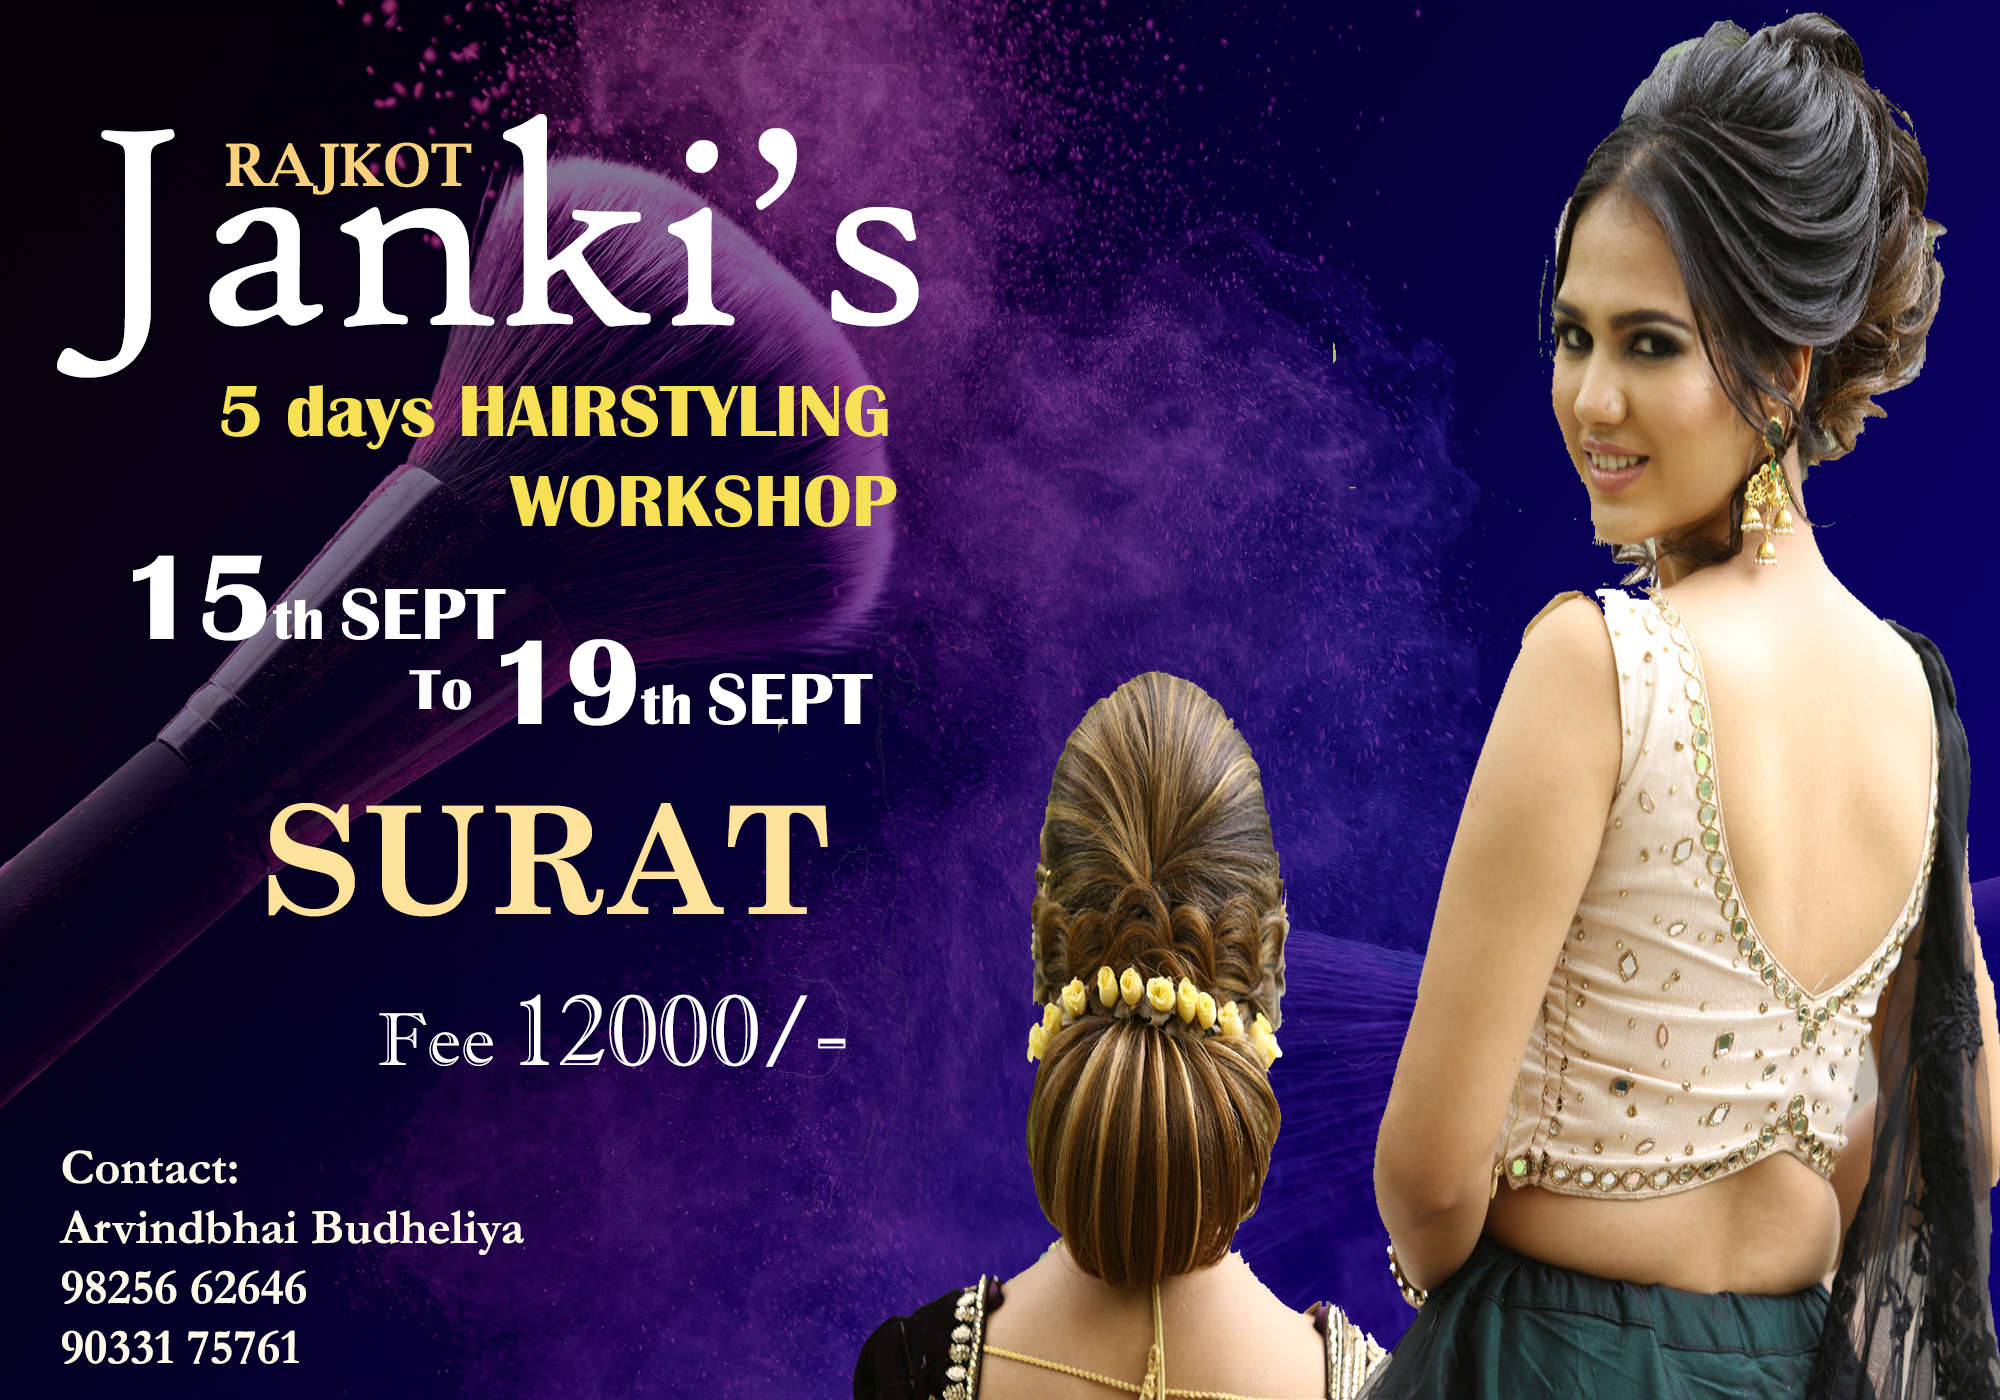 RAJKOT
Janki's
5 days HAIRSTYLING
WORKSHOP
15th SEPT
To 19th SEPT
SURAT
Fee 12000/-
Contact:
Arvindbhai Budheliya
98256 62646
90331 75761